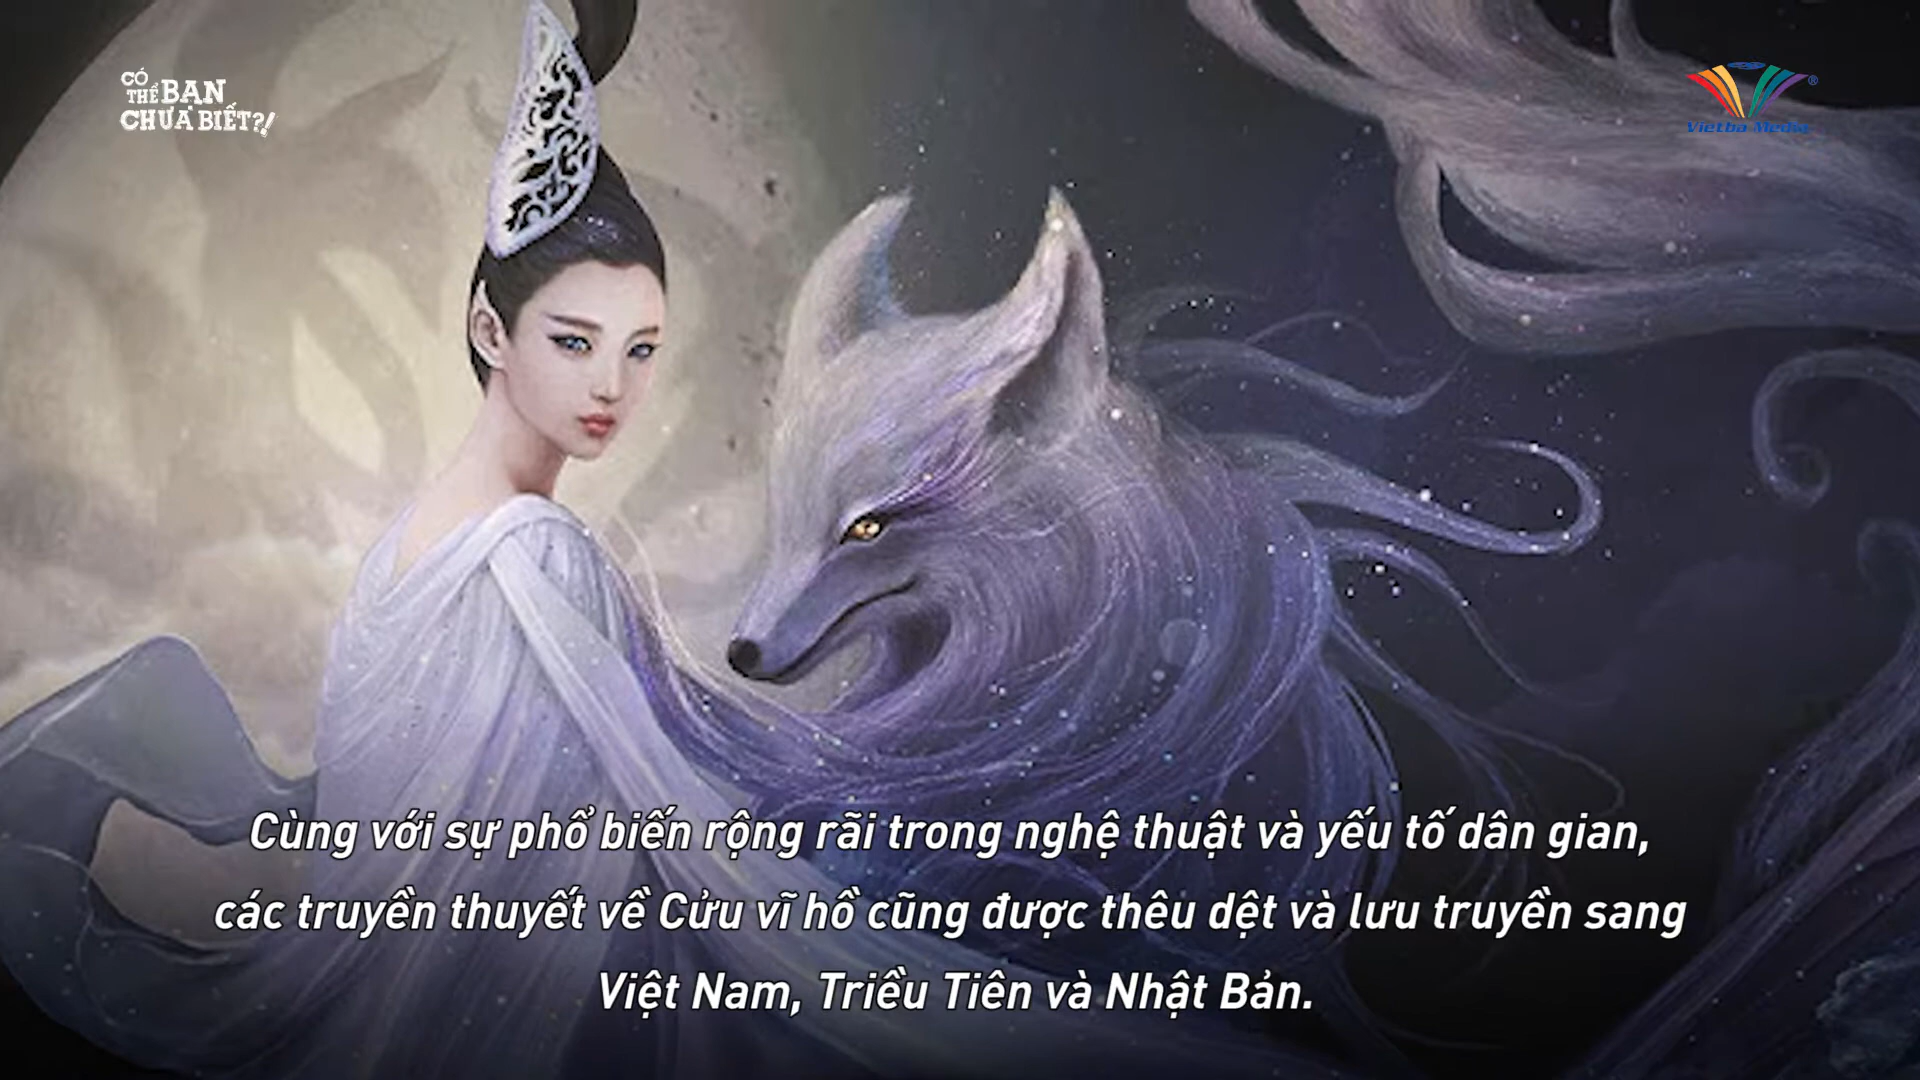 CÓ
THỂ BẠN
CHƯA BIẾT?!
Vietba Media
Cùng với sự phổ biến rộng rãi trong nghệ thuật và yếu tố dân gian,
các truyền thuyết về Cửu vĩ hồ cũng được thêu dệt và lưu truyền sang
Việt Nam, Triều Tiên và Nhật Bản.